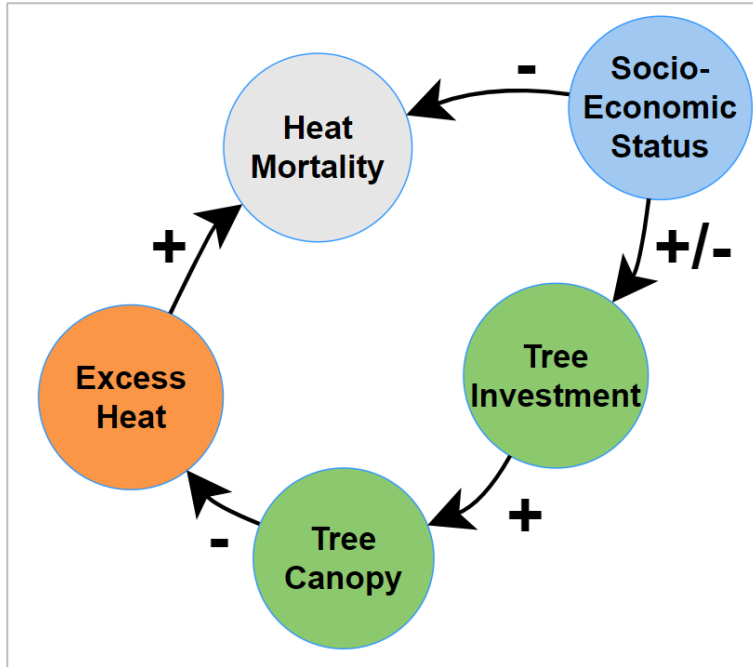 Socio-
Economic
Status
-
Heat
Mortality
+/-
+
Tree
Investment
Excess
Heat
+
Tree
Canopy
-